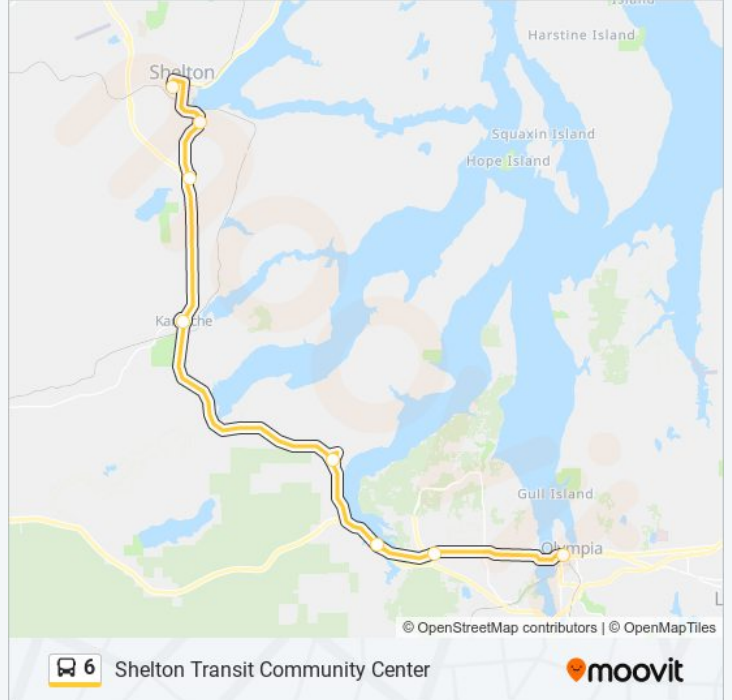 Island
Harstine Island
Shelton
Squaxin Island
Hope Island
Gull Island
Olympia
L
© OpenStreetMap contributors | © OpenMapTiles
6 Shelton Transit Community Center moovit